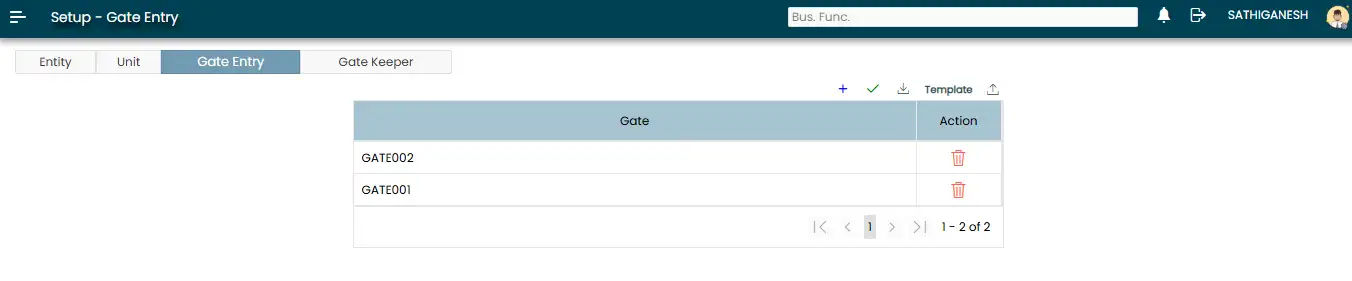 Setup - Gate Entry
Bus. Func.
SATHIGANESH
Entity Unit Gate Entry Gate Keeper
Template
Gate Action
GATE002
GATE001
1 1 - 2 of 2